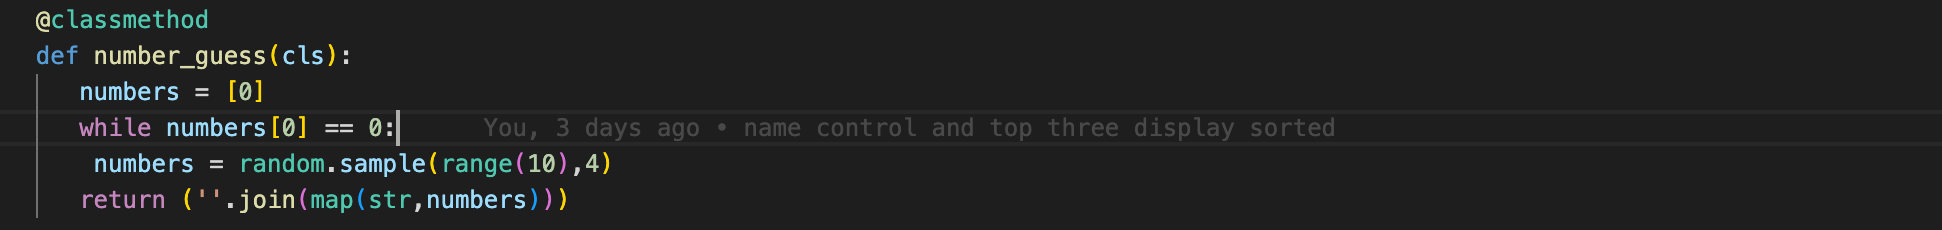 @classmethod
def number_guess(cls):
numbers = [0]
while numbers[0] == 0: You, 3 days ago • name control and top three display sorted
numbers = random.sample(range(10),4)
return (''.join(map(str,numbers)))